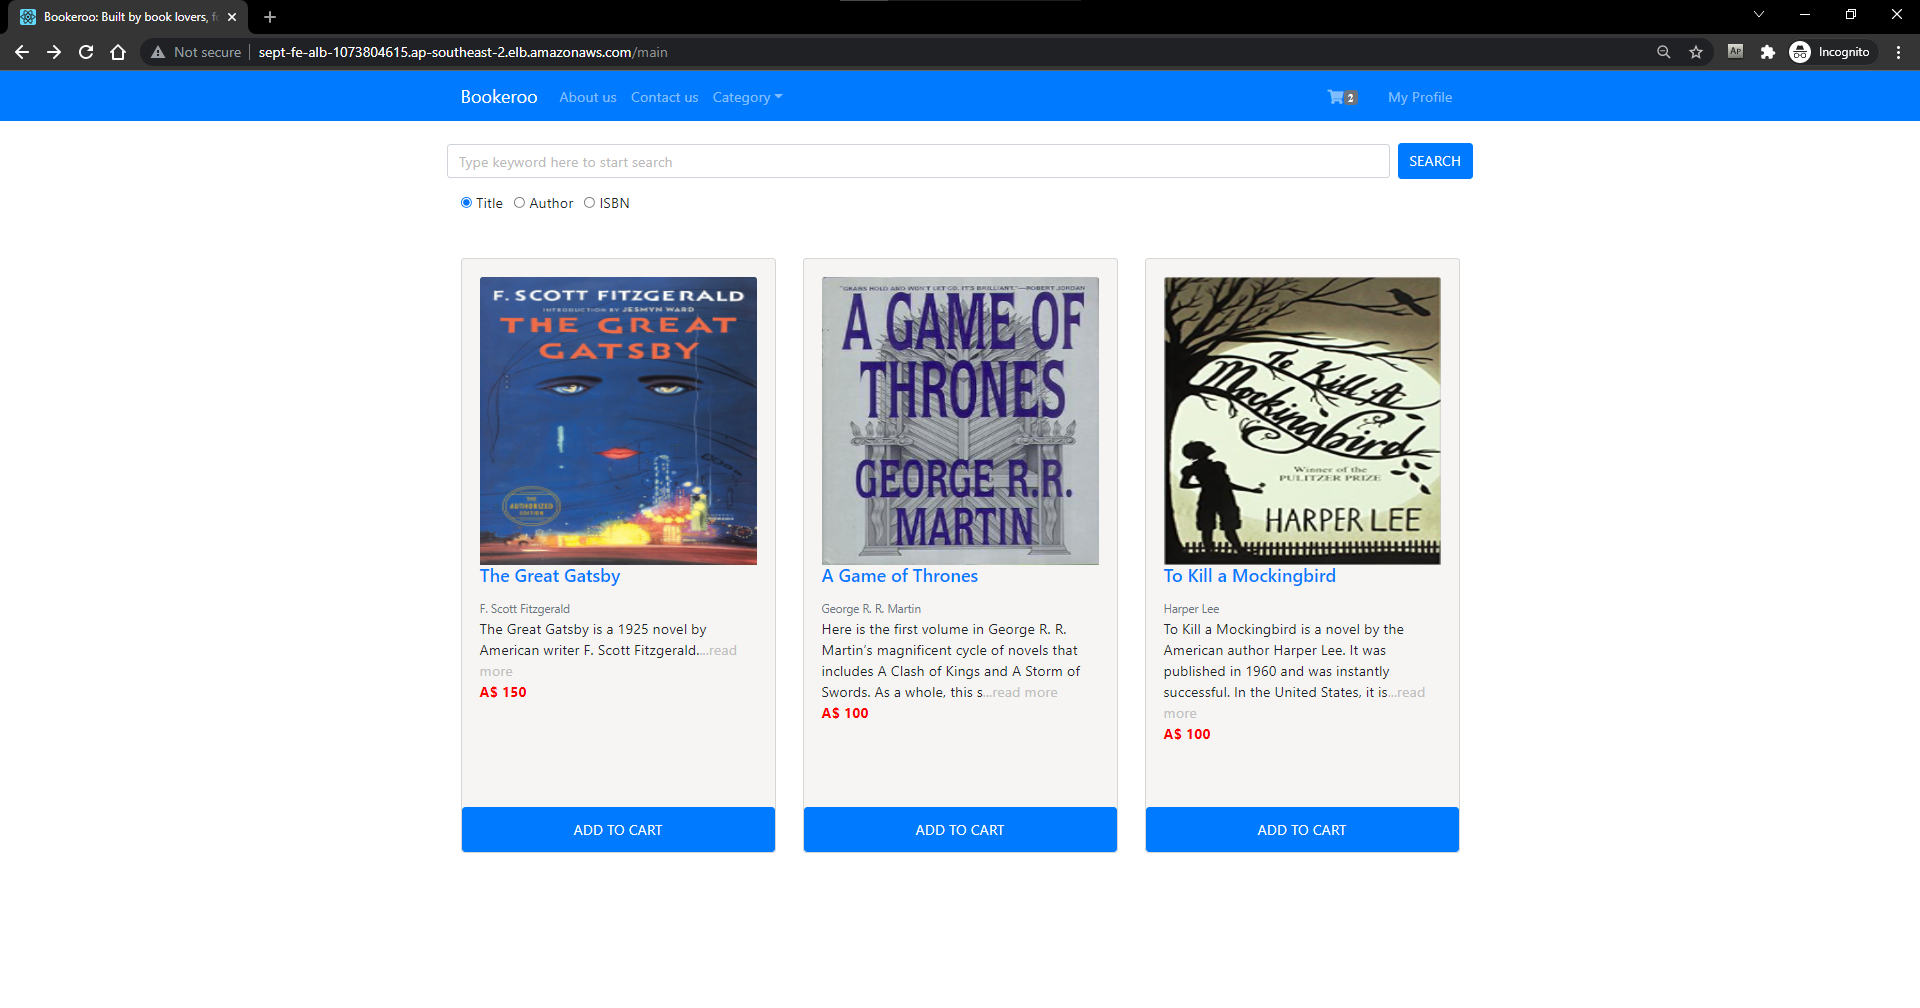 Bookeroo: Built by book lovers, fo
Not secure
sept-fe-alb-1073804615.ap-southeast-2.elb.amazonaws.com/main
AP
Incognito
Bookeroo
About us
Contact us
Category
2
My Profile
Type keyword here to start search
SEARCH
Title
Author
ISBN
F. SCOTT FITZGERALD
INTRODUCTION BY JESMYN WARD
THE GREAT
GATSBY
THE
AUTHORIZED
EDITION
The Great Gatsby
F. Scott Fitzgerald
The Great Gatsby is a 1925 novel by
American writer F. Scott Fitzgerald....read
more
A$ 150
ADD TO CART
"GRABS HOLD AND WON'T LET GO. IT'S BRILLIANT."—ROBERT JORDAN
A GAME OF
THRONES
GEORGE R.R.
MARTIN
A Game of Thrones
George R. R. Martin
Here is the first volume in George R. R.
Martin's magnificent cycle of novels that
includes A Clash of Kings and A Storm of
Swords. As a whole, this s...read more
A$ 100
ADD TO CART
To Kill A
Mockingbird
Winner of the
PULITZER PRIZE
HARPER LEE
To Kill a Mockingbird
Harper Lee
To Kill a Mockingbird is a novel by the
American author Harper Lee. It was
published in 1960 and was instantly
successful. In the United States, it is...read
more
A$ 100
ADD TO CART